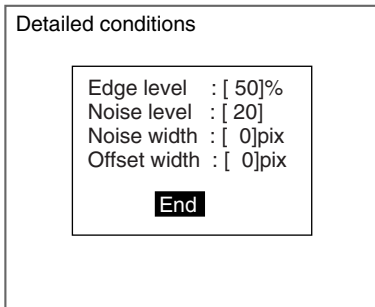 Detailed conditions
Edge level : [ 50]%
Noise level : [ 20]
Noise width : [ 0]pix
Offset width : [ 0]pix
End